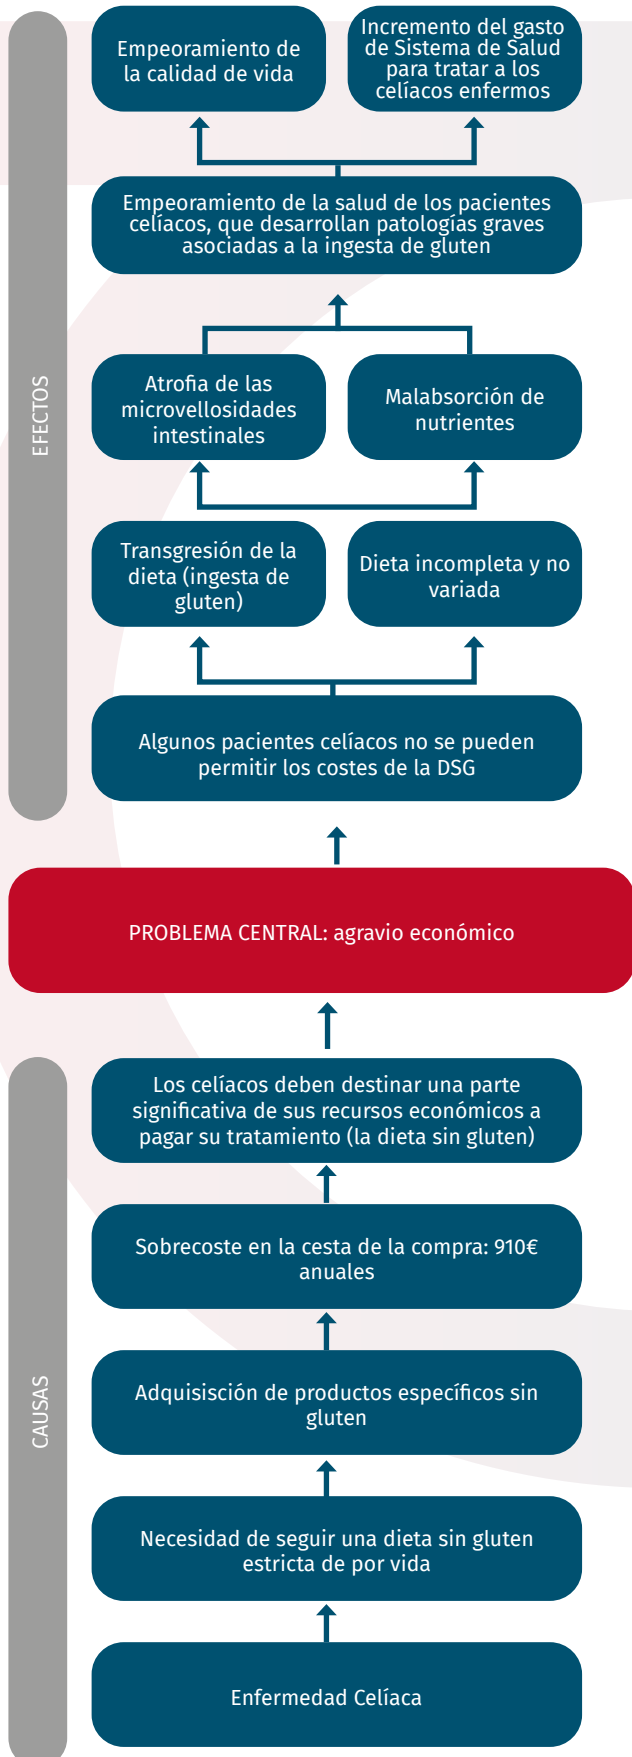 Empeoramiento de
la calidad de vida
Incremento del gasto
de Sistema de Salud
para tratar a los
celíacos enfermos
Empeoramiento de la salud de los pacientes
celíacos, que desarrollan patologías graves
asociadas a la ingesta de gluten
EFECTOS
Atrofia de las
microvellosidades
intestinales
Malabsorción de
nutrientes
Transgresión de la
dieta (ingesta de
gluten)
Dieta incompleta y no
variada
Algunos pacientes celíacos no se pueden
permitir los costes de la DSG
PROBLEMA CENTRAL: agravio económico
Los celíacos deben destinar una parte
significativa de sus recursos económicos a
pagar su tratamiento (la dieta sin gluten)
Sobrecoste en la cesta de la compra: 910€
anuales
CAUSAS
Adquisisción de productos específicos sin
gluten
Necesidad de seguir una dieta sin gluten
estricta de por vida
Enfermedad Celíaca